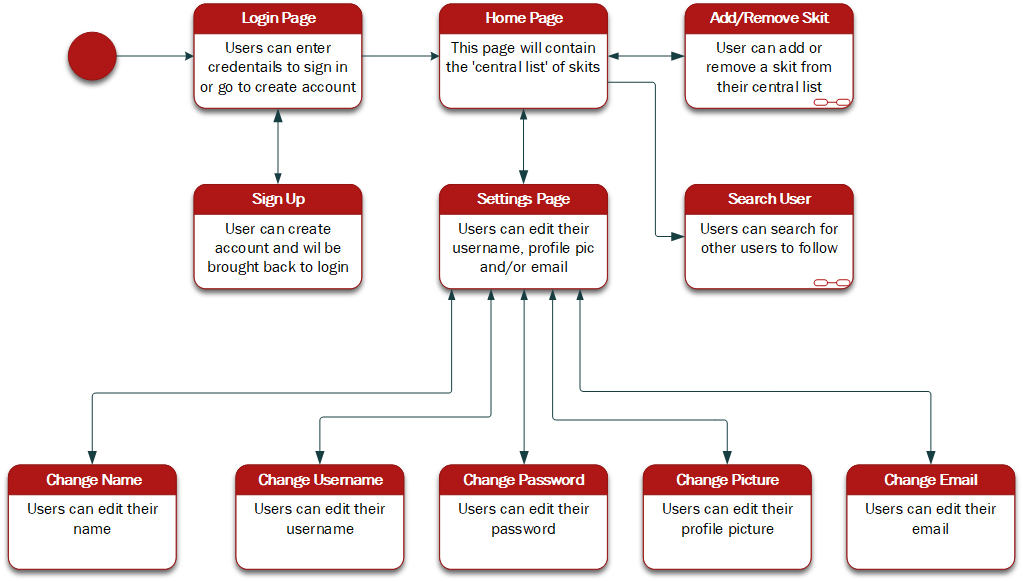 Login Page
Users can enter
credentails to sign in
or go to create account
Home Page
This page will contain
the 'central list' of skits
Add/Remove Skit
User can add or
remove a skit from
their central list
Sign Up
User can create
account and wil be
brought back to login
Settings Page
Users can edit their
username, profile pic
and/or email
Search User
Users can search for
other users to follow
Change Name
Users can edit their
name
Change Username
Users can edit their
username
Change Password
Users can edit their
password
Change Picture
Users can edit their
profile picture
Change Email
Users can edit their
email